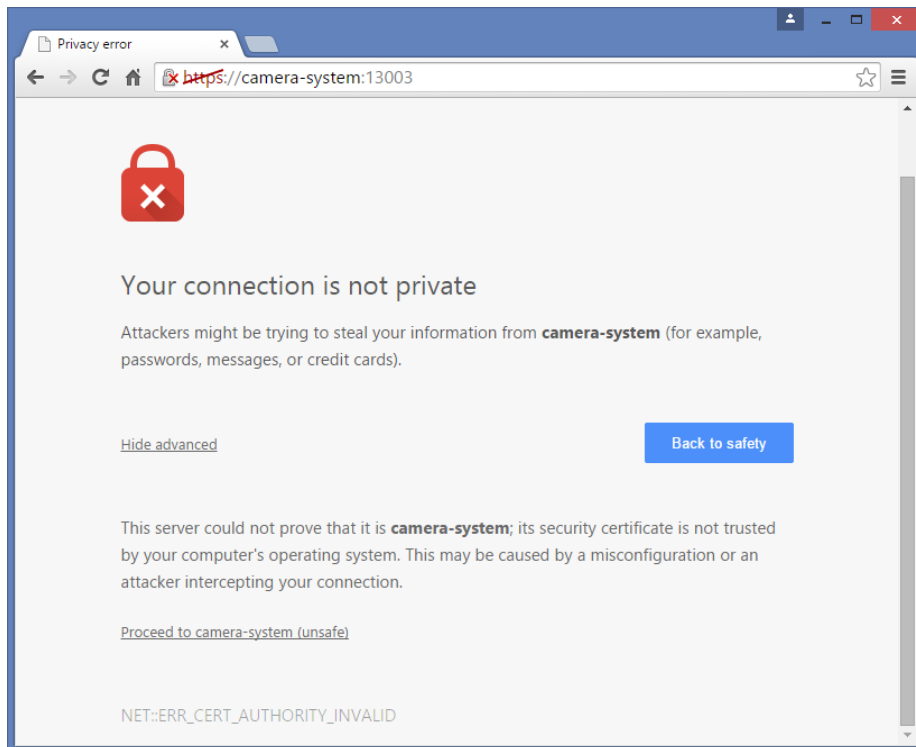 Privacy error
https://camera-system:13003
Your connection is not private
Attackers might be trying to steal your information from camera-system (for example,
passwords, messages, or credit cards).
Hide advanced
Back to safety
This server could not prove that it is camera-system; its security certificate is not trusted
by your computer's operating system. This may be caused by a misconfiguration or an
attacker intercepting your connection.
Proceed to camera-system (unsafe)
NET::ERR_CERT_AUTHORITY_INVALID